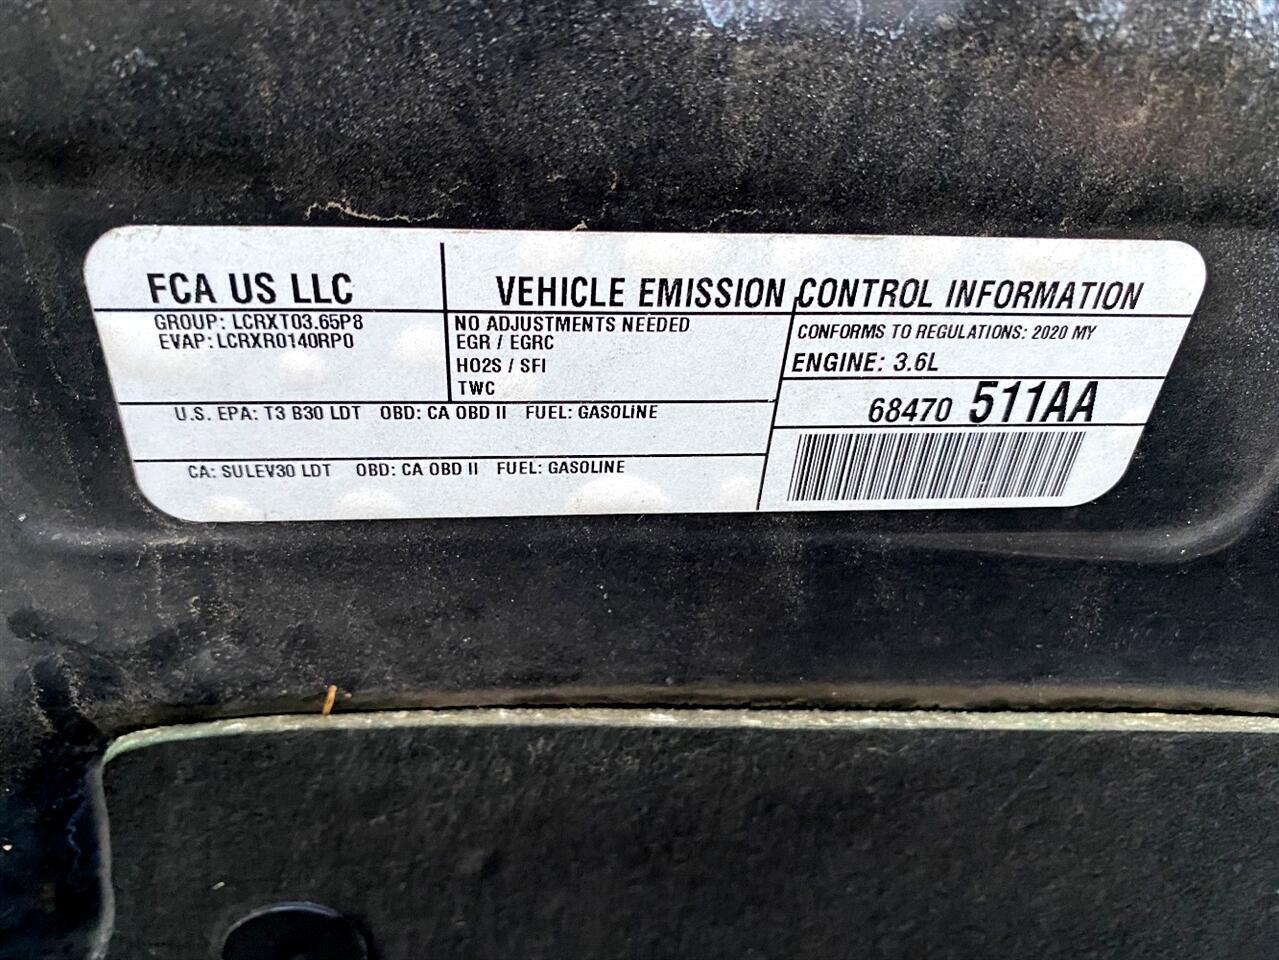 FCA US LLC
VEHICLE EMISSION CONTROL INFORMATION
GROUP: LCRXT03.65P8
EVAP: LCRXR0140RP0
NO ADJUSTMENTS NEEDED
EGR / EGRC
HO2S / SFI
TWC
CONFORMS TO REGULATIONS: 2020 MY
ENGINE: 3.6L
68470 511AA
U.S. EPA: T3 B30 LDT OBD: CA OBD II FUEL: GASOLINE
CA: SULEV30 LDT OBD: CA OBD II FUEL: GASOLINE